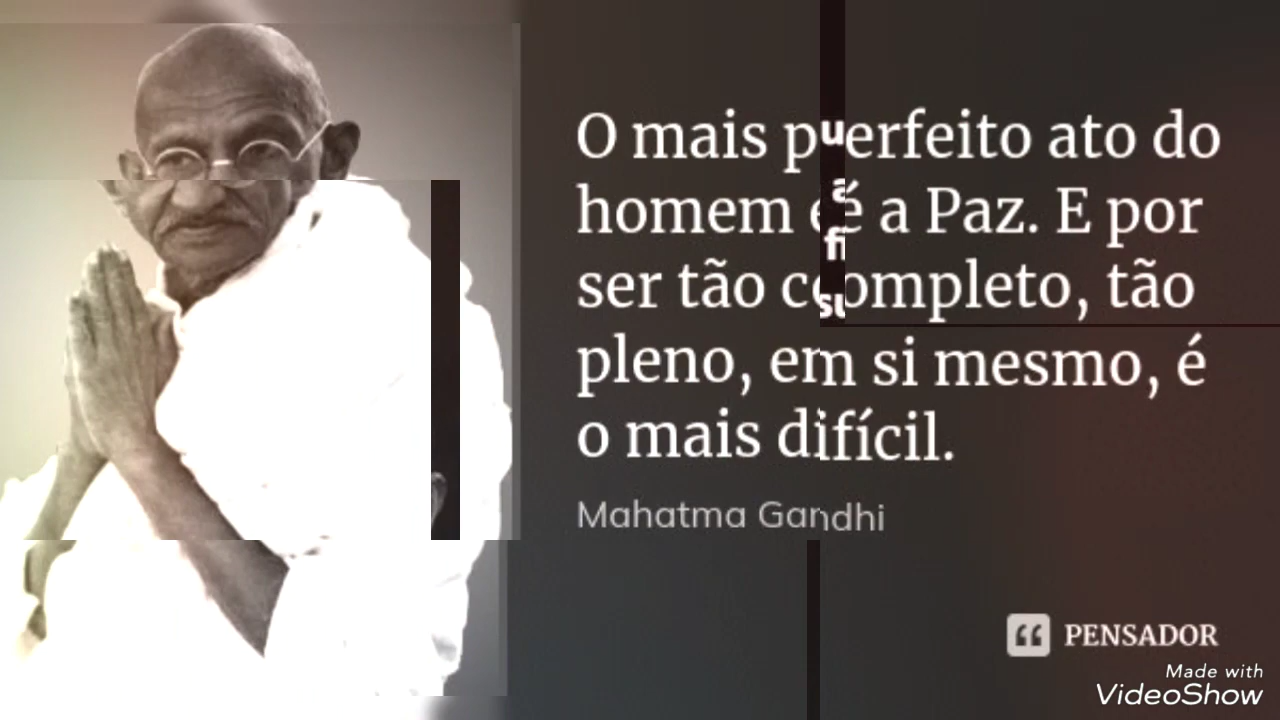 O mais perfeito ato do
homem é a Paz. E por
ser tão completo, tão
pleno, em si mesmo, é
o mais difícil.
Mahatma Gandhi
PENSADOR
Made with
VideoShow